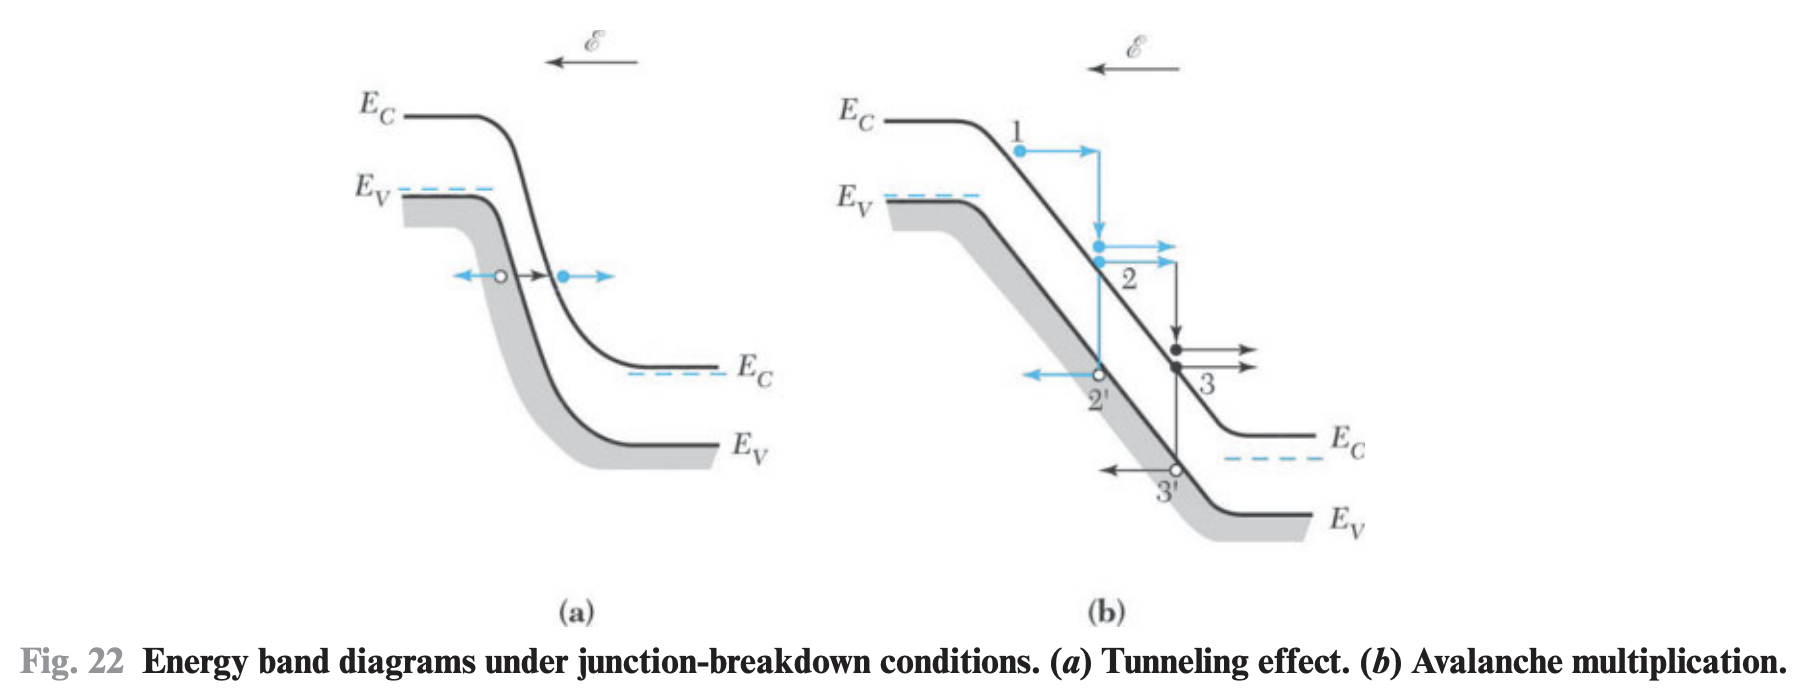 ℰ
E_C
E_V
E_C
E_V
(a)
ℰ
E_C
1
E_V
2
2'
3
3'
E_C
E_V
(b)
Fig. 22 Energy band diagrams under junction-breakdown conditions. (a) Tunneling effect. (b) Avalanche multiplication.